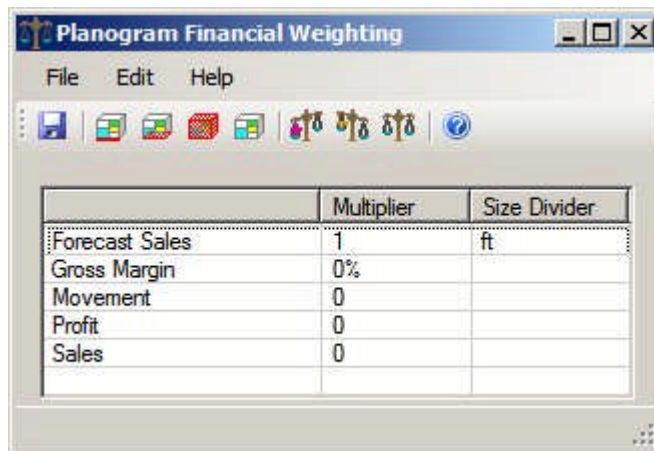 Planogram Financial Weighting
File Edit Help
Multiplier Size Divider
Forecast Sales 1 ft
Gross Margin 0%
Movement 0
Profit 0
Sales 0